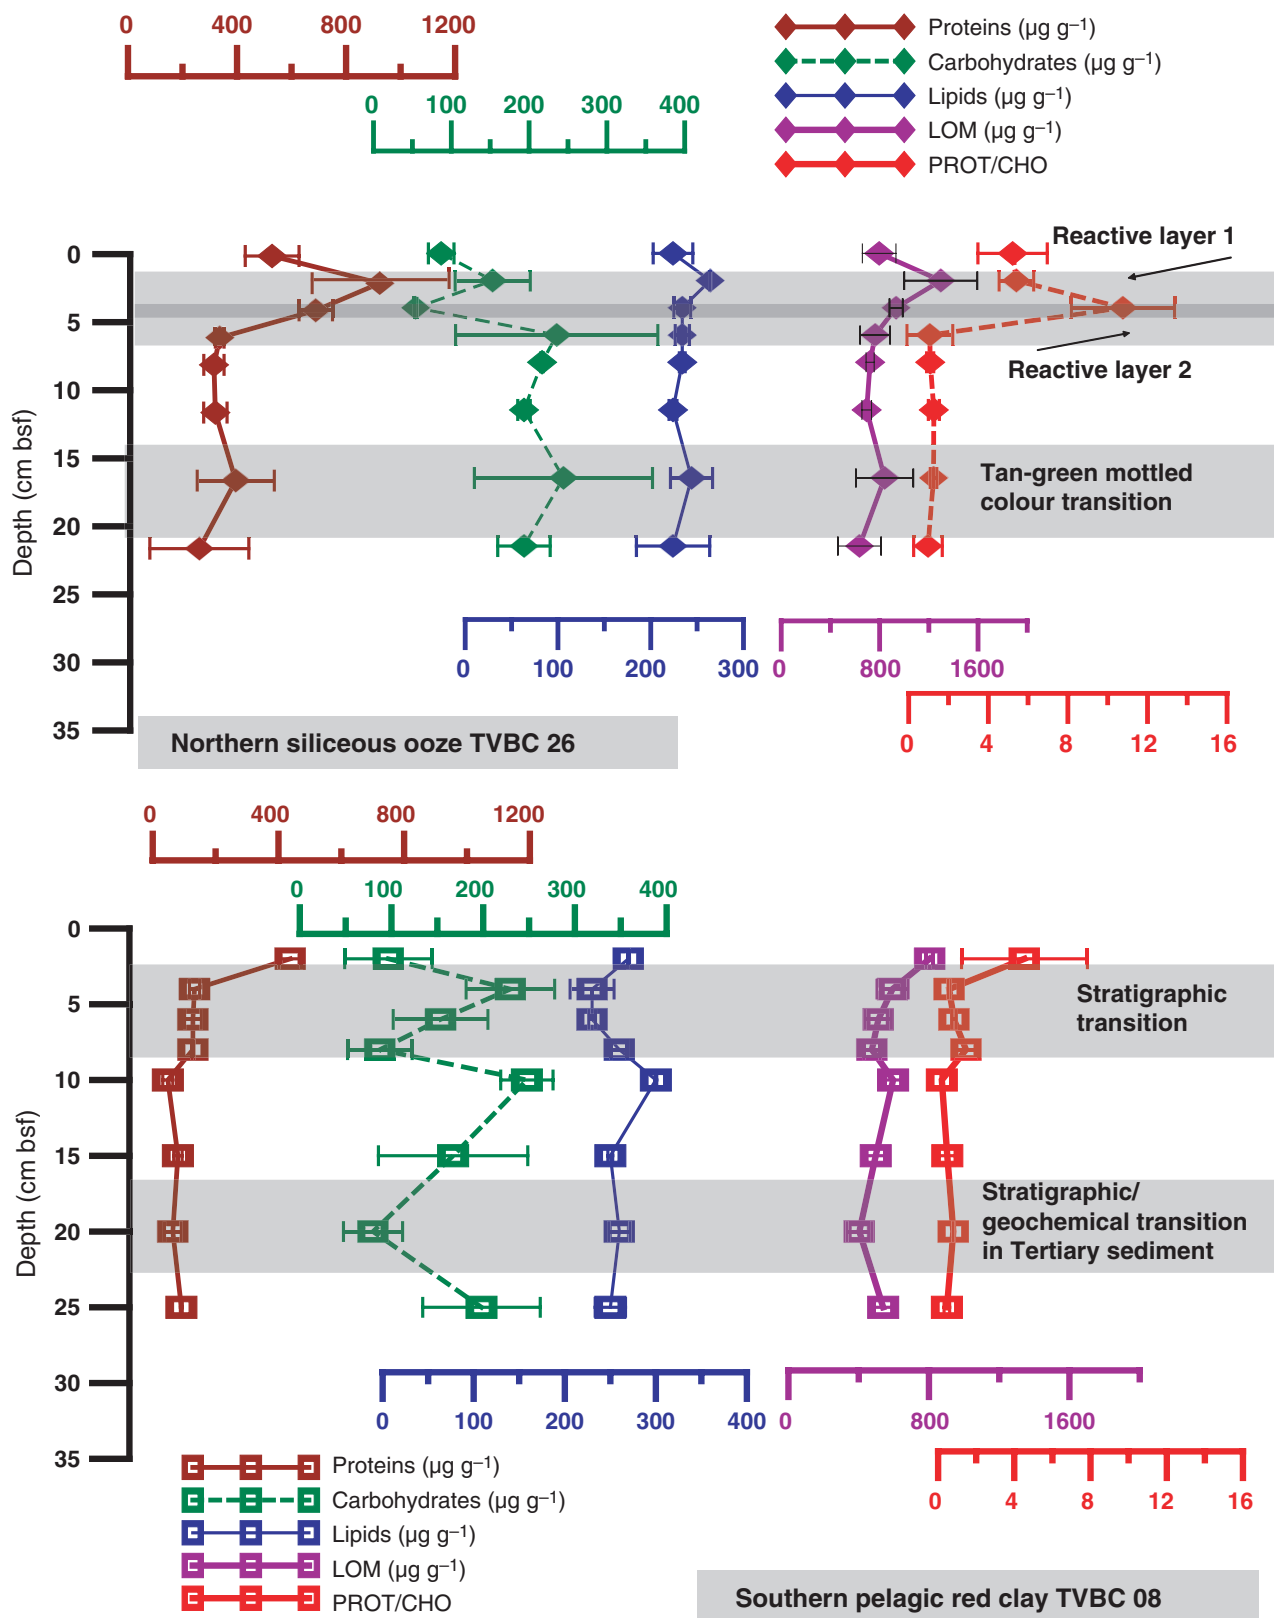 0 400 800 1200
Proteins (µg g–1)
Carbohydrates (µg g–1)
Lipids (µg g–1)
LOM (µg g–1)
PROT/CHO
0 100 200 300 400
Reactive layer 1
Reactive layer 2
Tan-green mottled
colour transition
Depth (cm bsf)
0
5
10
15
20
25
30
35
0 100 200 300
0 800 1600
0 4 8 12 16
Northern siliceous ooze TVBC 26
0 400 800 1200
0 100 200 300 400
Stratigraphic
transition
Stratigraphic/
geochemical transition
in Tertiary sediment
Depth (cm bsf)
0
5
10
15
20
25
30
35
0 100 200 300 400
0 800 1600
0 4 8 12 16
Proteins (µg g–1)
Carbohydrates (µg g–1)
Lipids (µg g–1)
LOM (µg g–1)
PROT/CHO
Southern pelagic red clay TVBC 08